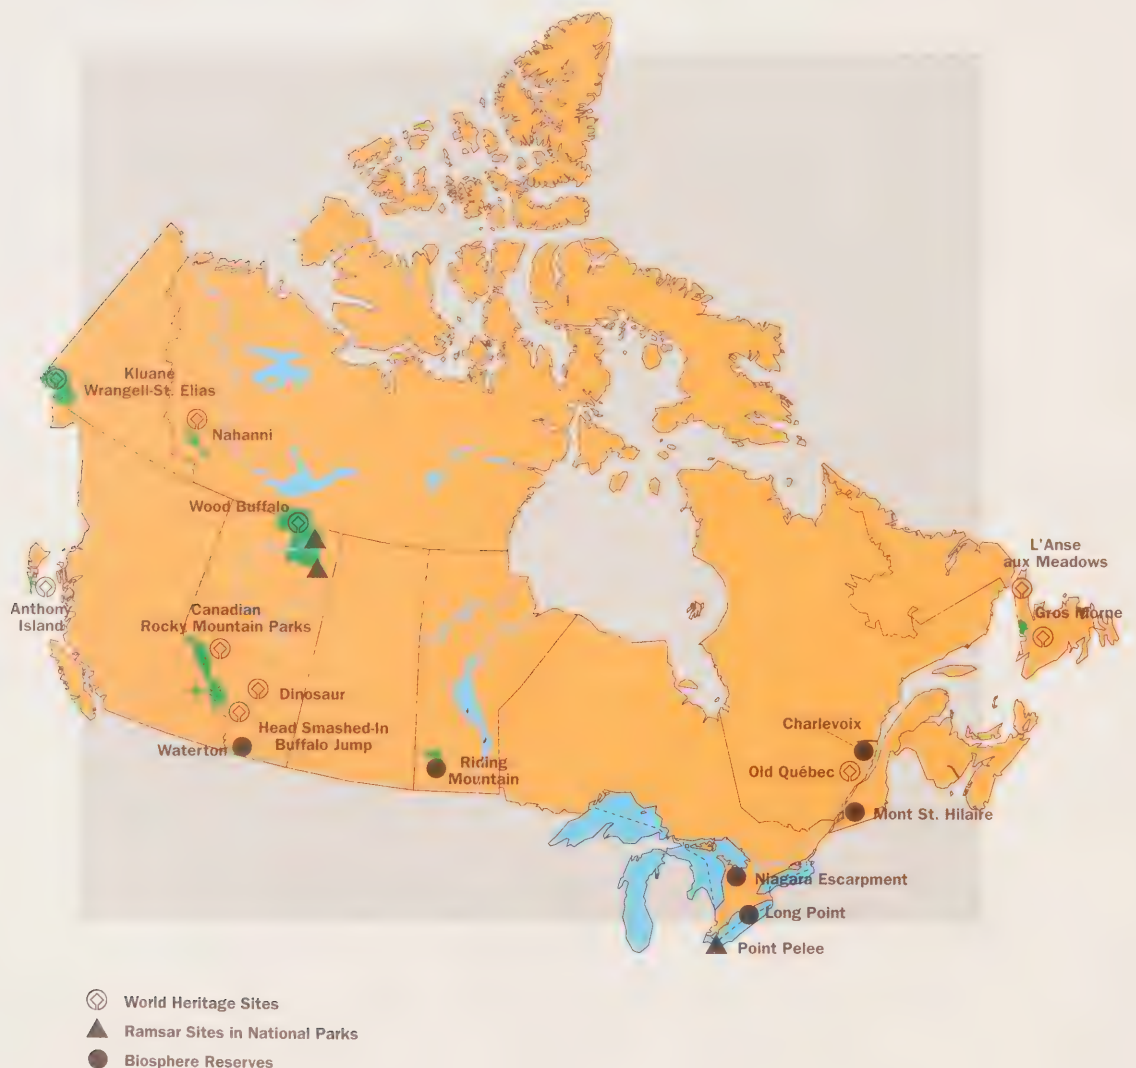 Kluane
Wrangell-St. Elias
Nahanni
Wood Buffalo
L'Anse
aux Meadows
Gros Morne
Anthony
Island
Canadian
Rocky Mountain Parks
Dinosaur
Head Smashed-In
Buffalo Jump
Waterton
Riding
Mountain
Charlevoix
Old Québec
Mont St. Hilaire
Niagara Escarpment
Long Point
Point Pelee
World Heritage Sites
Ramsar Sites in National Parks
Biosphere Reserves